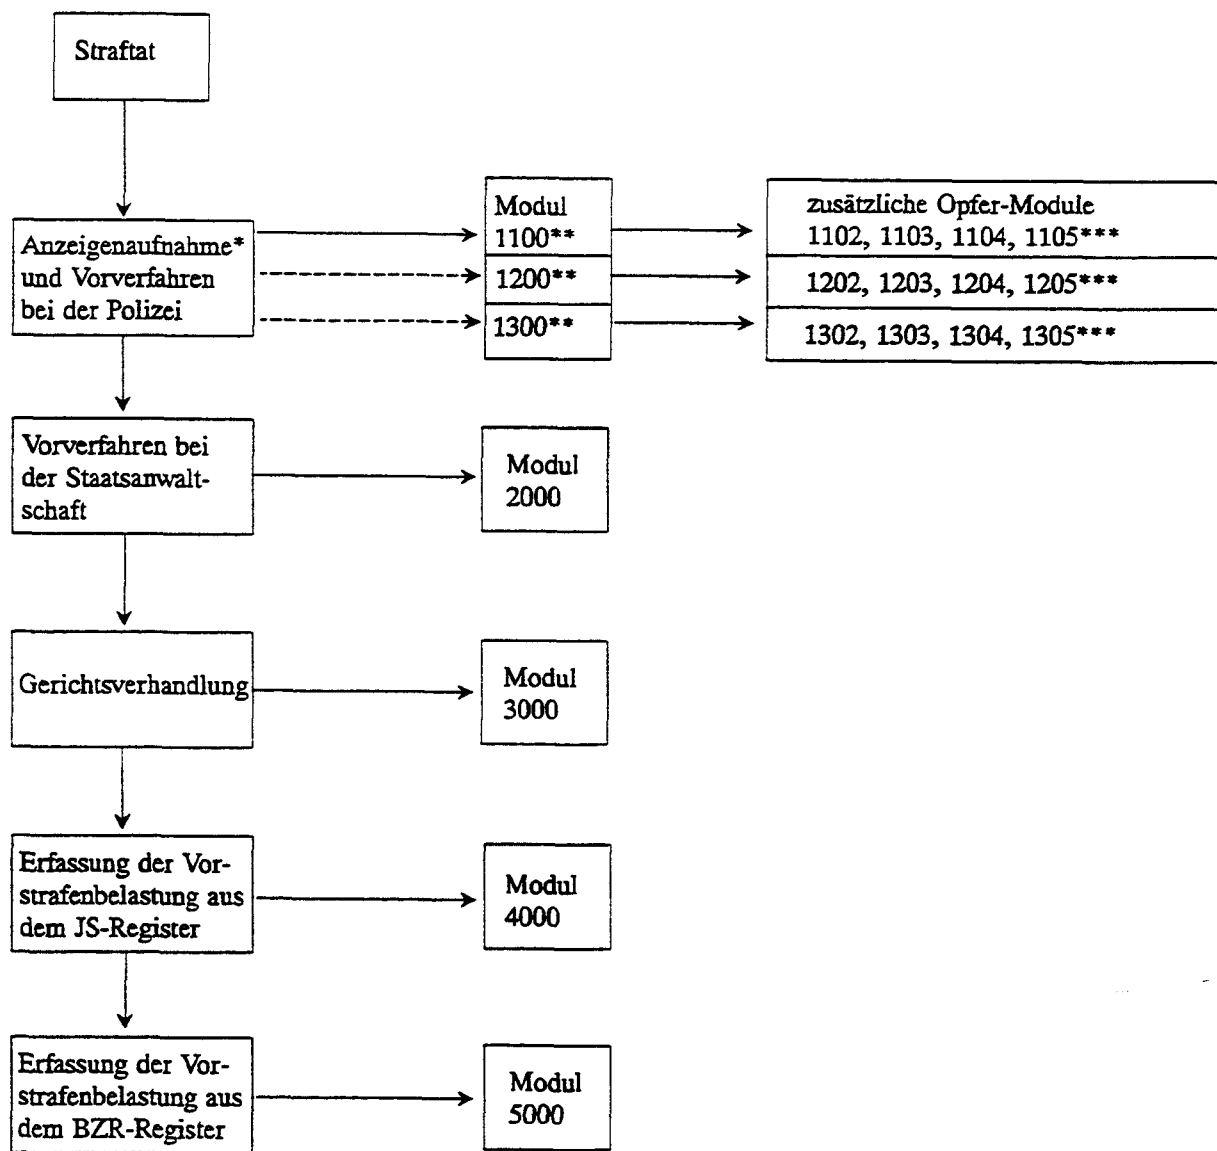 Straftat
Anzeigenaufnahme*
und Vorverfahren
bei der Polizei
Modul
1100**
1200**
1300**
zusätzliche Opfer-Module
1102, 1103, 1104, 1105***
1202, 1203, 1204, 1205***
1302, 1303, 1304, 1305***
Vorverfahren bei
der Staatsanwalt-
schaft
Modul
2000
Gerichtsverhandlung
Modul
3000
Erfassung der Vor-
strafenbelastung aus
dem JS-Register
Modul
4000
Erfassung der Vor-
strafenbelastung aus
dem BZR-Register
Modul
5000